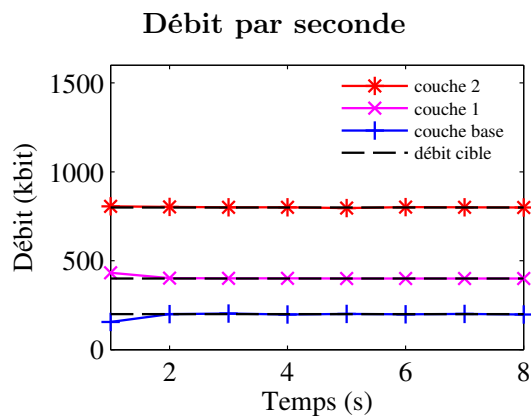 Débit par seconde
1500
1000
500
0
Débit (kbit)
couche 2
couche 1
couche base
débit cible
2 4 6 8
Temps (s)